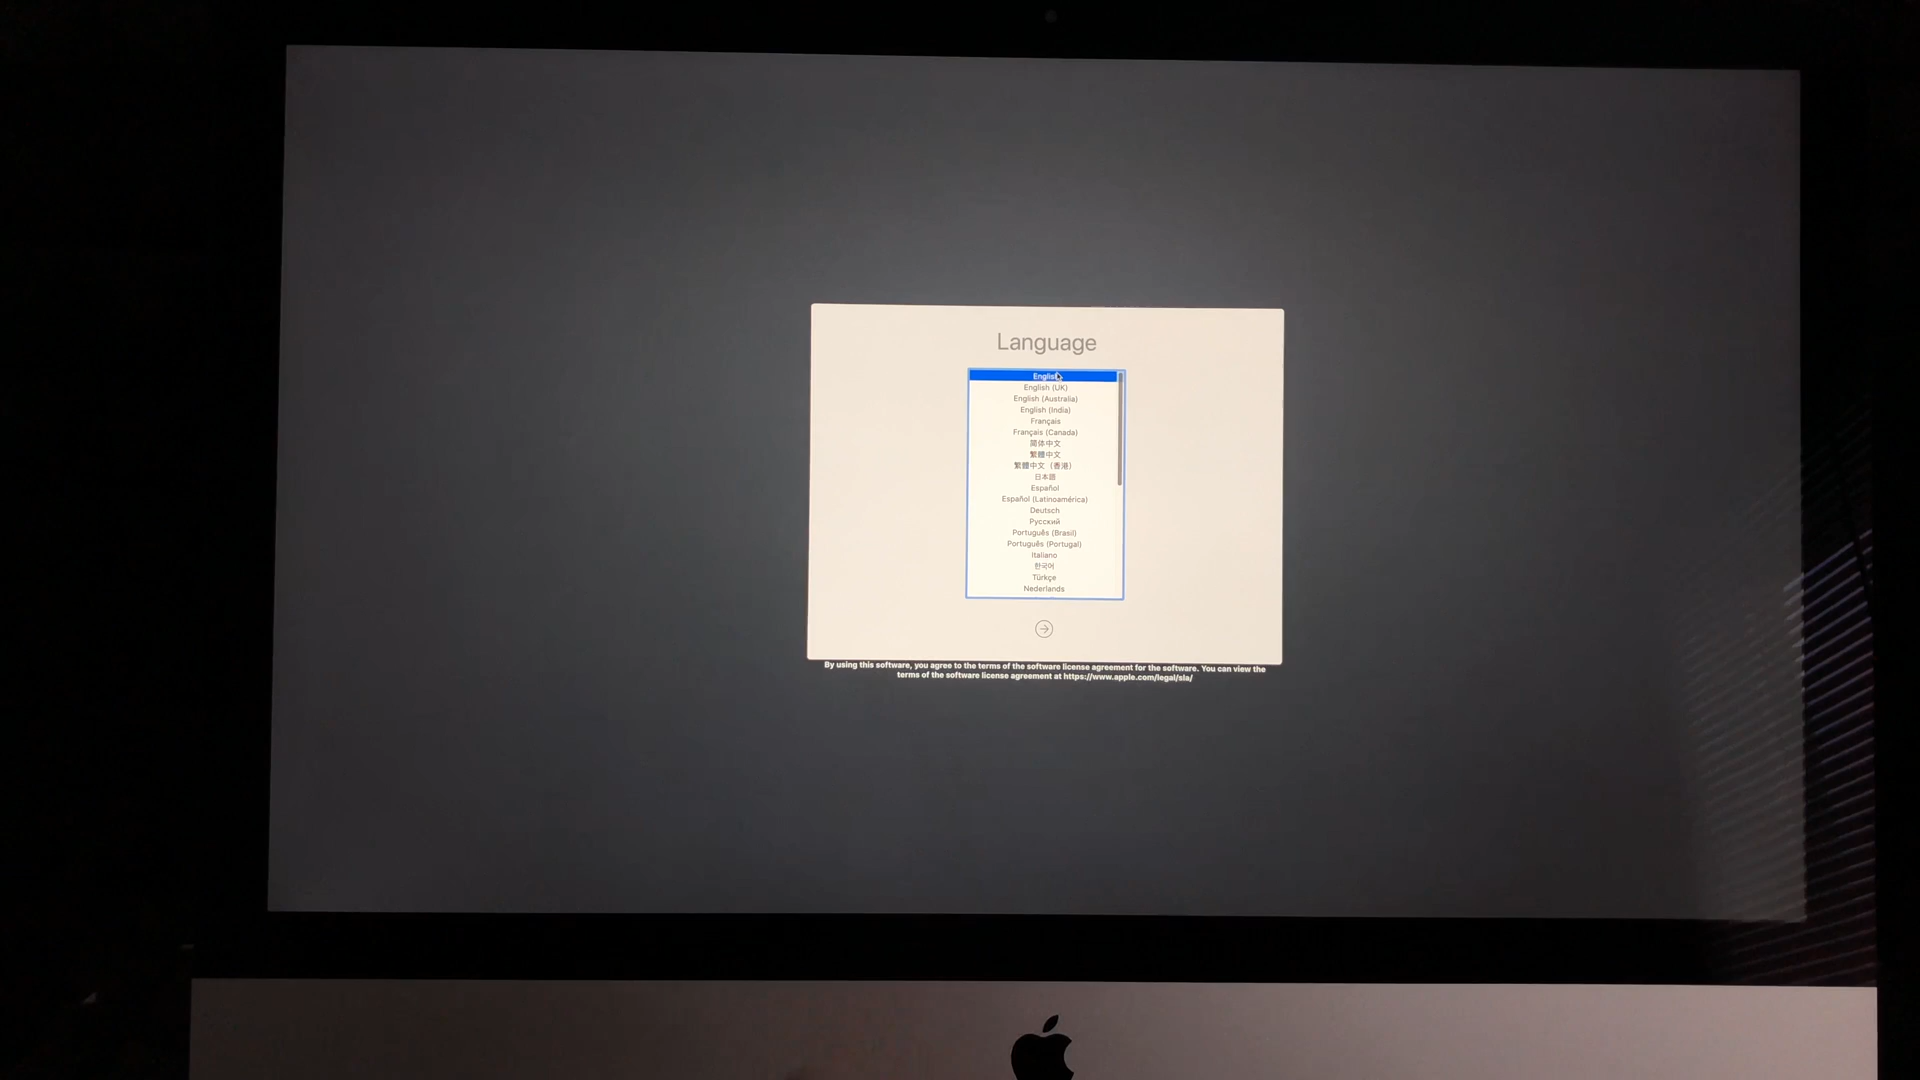 Language
English
English (UK)
English (Australia)
English (India)
Français
Français (Canada)
简体中文
繁體中文
繁體中文（香港）
日本語
Español
Español (Latinoamérica)
Deutsch
Русский
Português (Brasil)
Português (Portugal)
Italiano
한국어
Türkçe
Nederlands
By using this software, you agree to the terms of the software license agreement for the software. You can view the
terms of the software license agreement at https://www.apple.com/legal/sla/